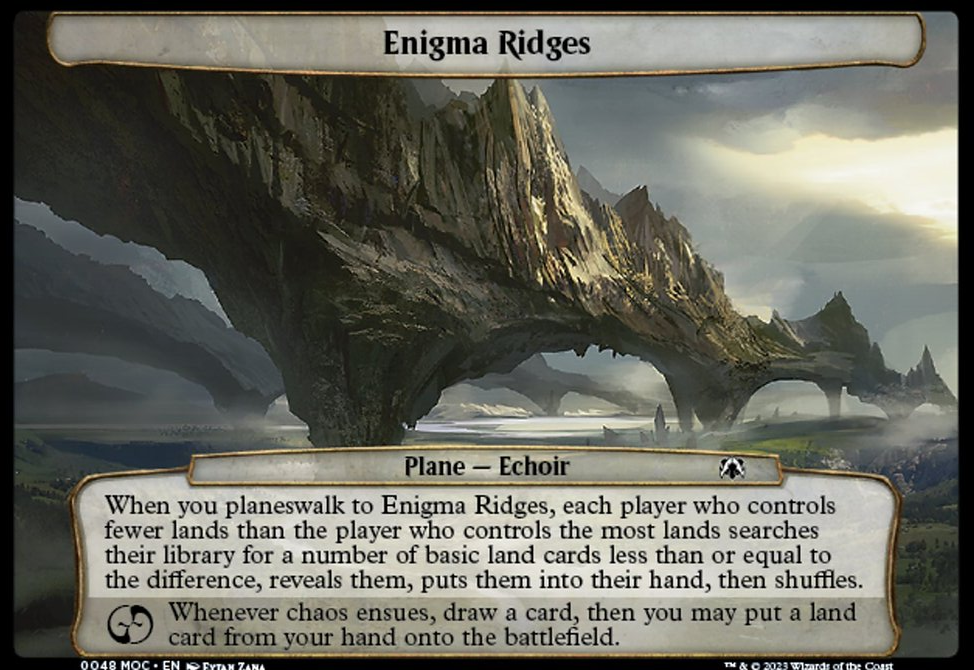 Enigma Ridges
Plane — Echoir
When you planeswalk to Enigma Ridges, each player who controls
fewer lands than the player who controls the most lands searches
their library for a number of basic land cards less than or equal to
the difference, reveals them, puts them into their hand, then shuffles.
Whenever chaos ensues, draw a card, then you may put a land
card from your hand onto the battlefield.
0048 MOC • EN Eytan Zana
™ & © 2023 Wizards of the Coast